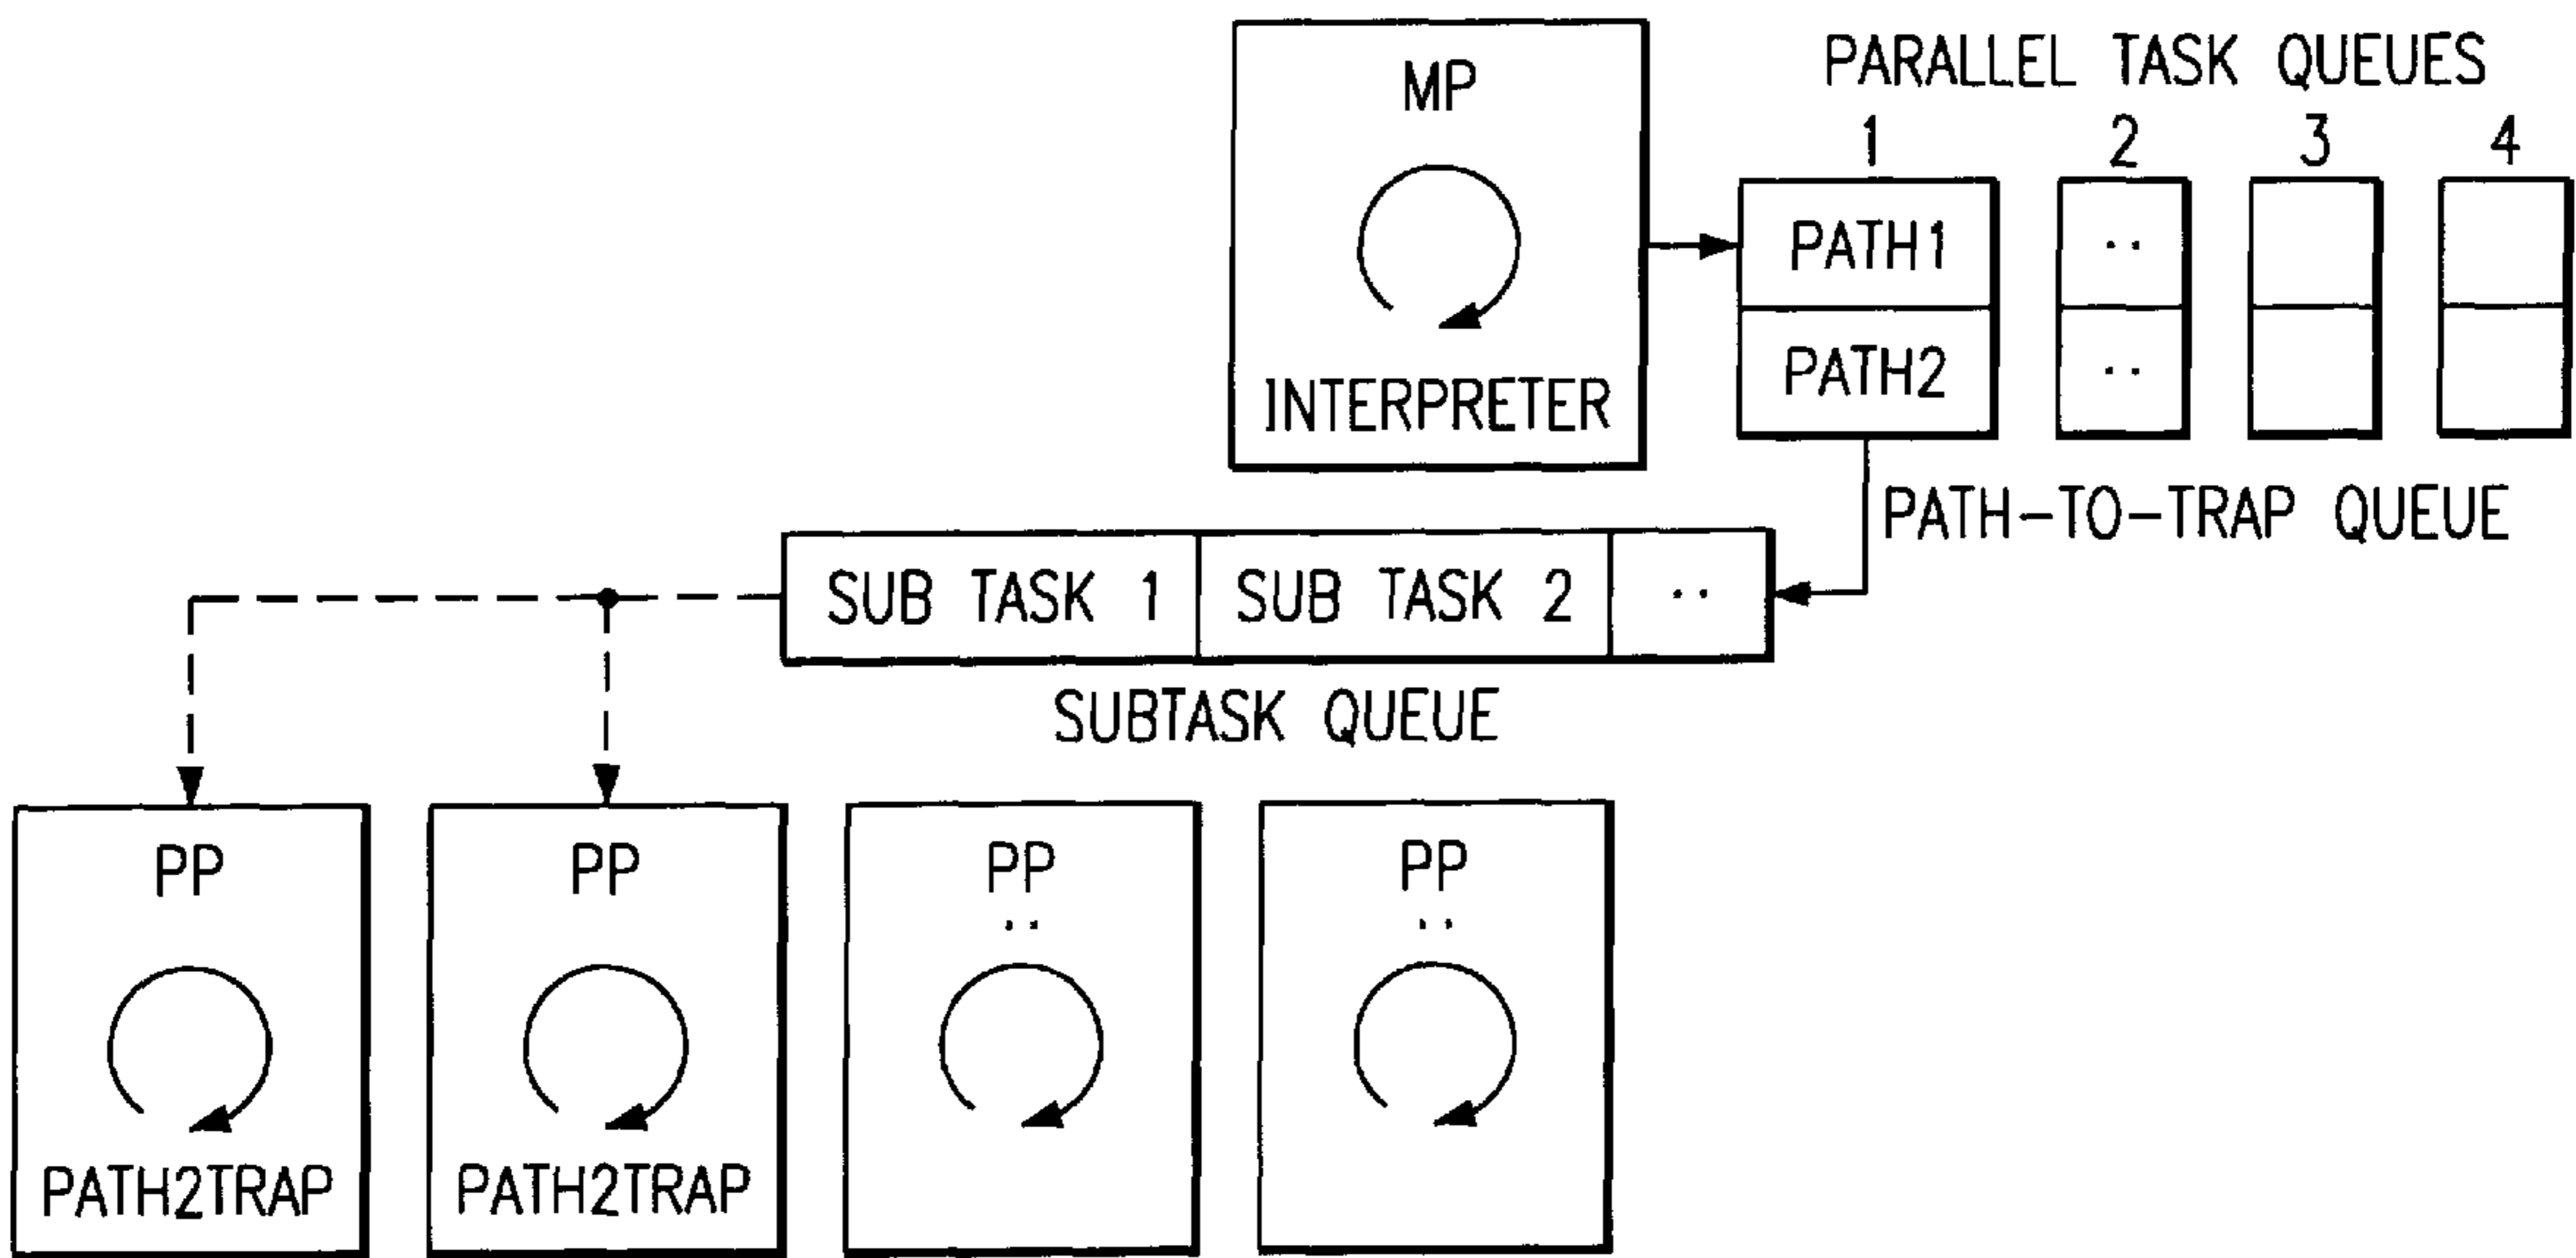 MP
INTERPRETER
PARALLEL TASK QUEUES
1 2 3 4
PATH1
..
PATH2
..
PATH-TO-TRAP QUEUE
SUB TASK 1 SUB TASK 2 ..
SUBTASK QUEUE
PP
PATH2TRAP
PP
PATH2TRAP
PP
..
PP
..